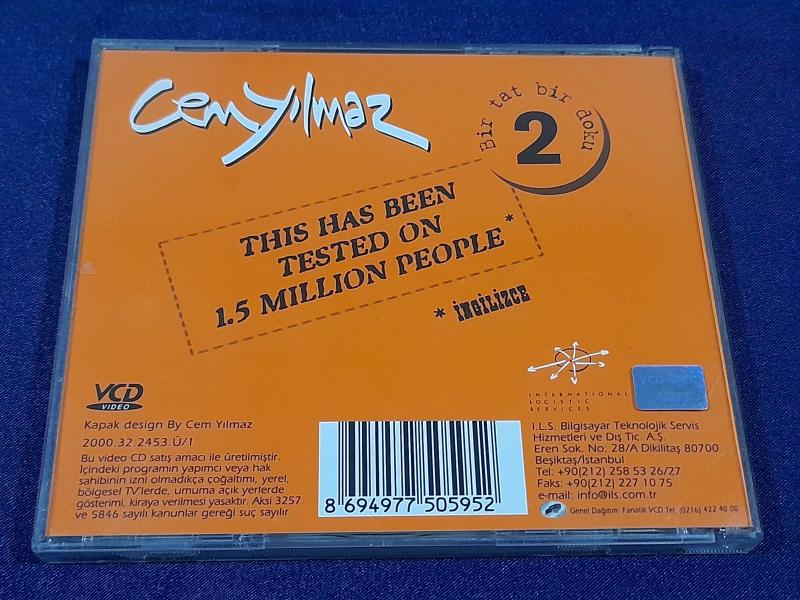 Cem Yılmaz
Bir tat bir doku
2
THIS HAS BEEN
TESTED ON
1.5 MILLION PEOPLE*
* İNGİLİZCE
VCD
VIDEO
Kapak design By Cem Yılmaz
2000.32.2453.Ü/1
Bu video CD satış amacı ile üretilmiştir.
İçindeki programın yapımcı veya hak
sahibinin izni olmadıkça çoğaltımı, yerel,
bölgesel TV'lerde, umuma açık yerlerde
gösterimi, kiraya verilmesi yasaktır. Aksi 3257
ve 5846 sayılı kanunlar gereği suç sayılır.
8 694977 505952
INTERNATIONAL
LOGISTIC
SERVICES
I.L.S. Bilgisayar Teknolojik Servis
Hizmetleri ve Dış Tic. A.Ş.
Eren Sok. No: 28/A Dikilitaş 80700
Beşiktaş/İstanbul
Tel: +90(212) 258 53 26/27
Faks: +90(212) 227 10 75
e-mail: info@ils.com.tr
Genel Dağıtım: Fanatik VCD Tel: (0216) 422 40 00